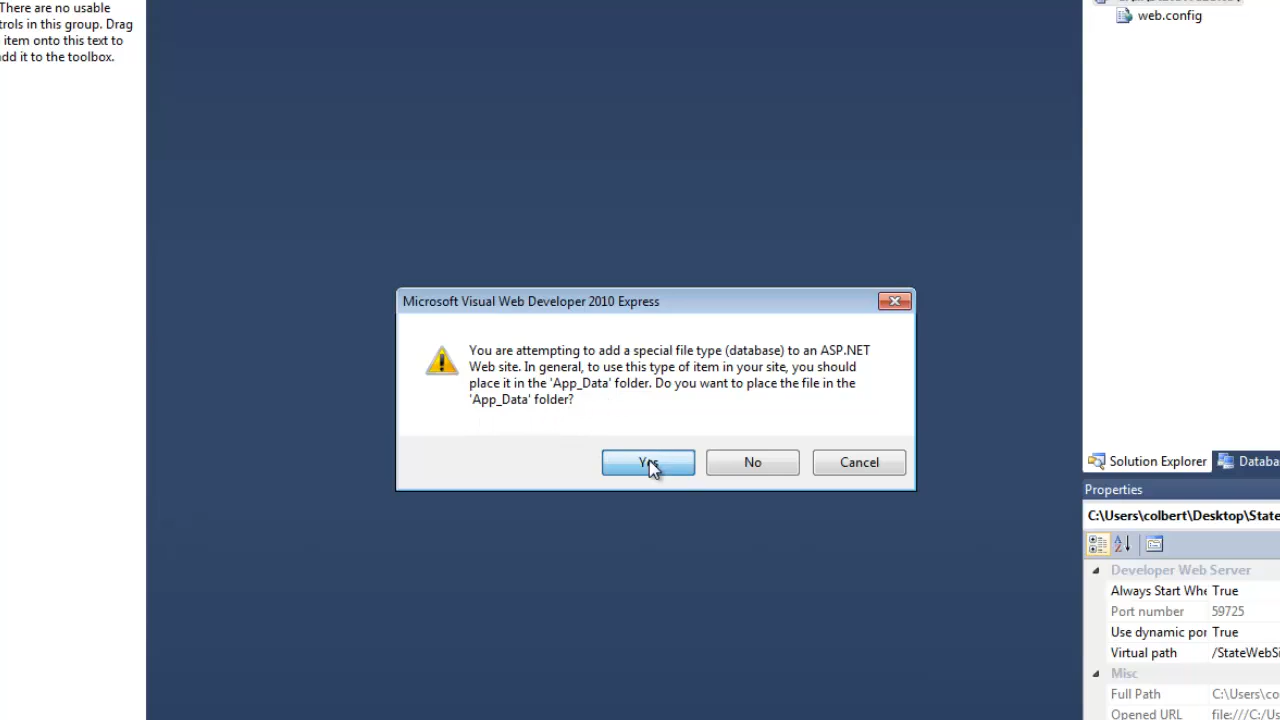 There are no usable
trols in this group. Drag
item onto this text to
dd it to the toolbox.
web.config
Microsoft Visual Web Developer 2010 Express
You are attempting to add a special file type (database) to an ASP.NET
Web site. In general, to use this type of item in your site, you should
place it in the 'App_Data' folder. Do you want to place the file in the
'App_Data' folder?
Yes
No
Cancel
Solution Explorer
Databa
Properties
C:\Users\colbert\Desktop\State
Developer Web Server
Always Start Whe True
Port number 59725
Use dynamic por True
Virtual path /StateWebSi
Misc
Full Path C:\Users\co
Opened URL file:///C:/Us